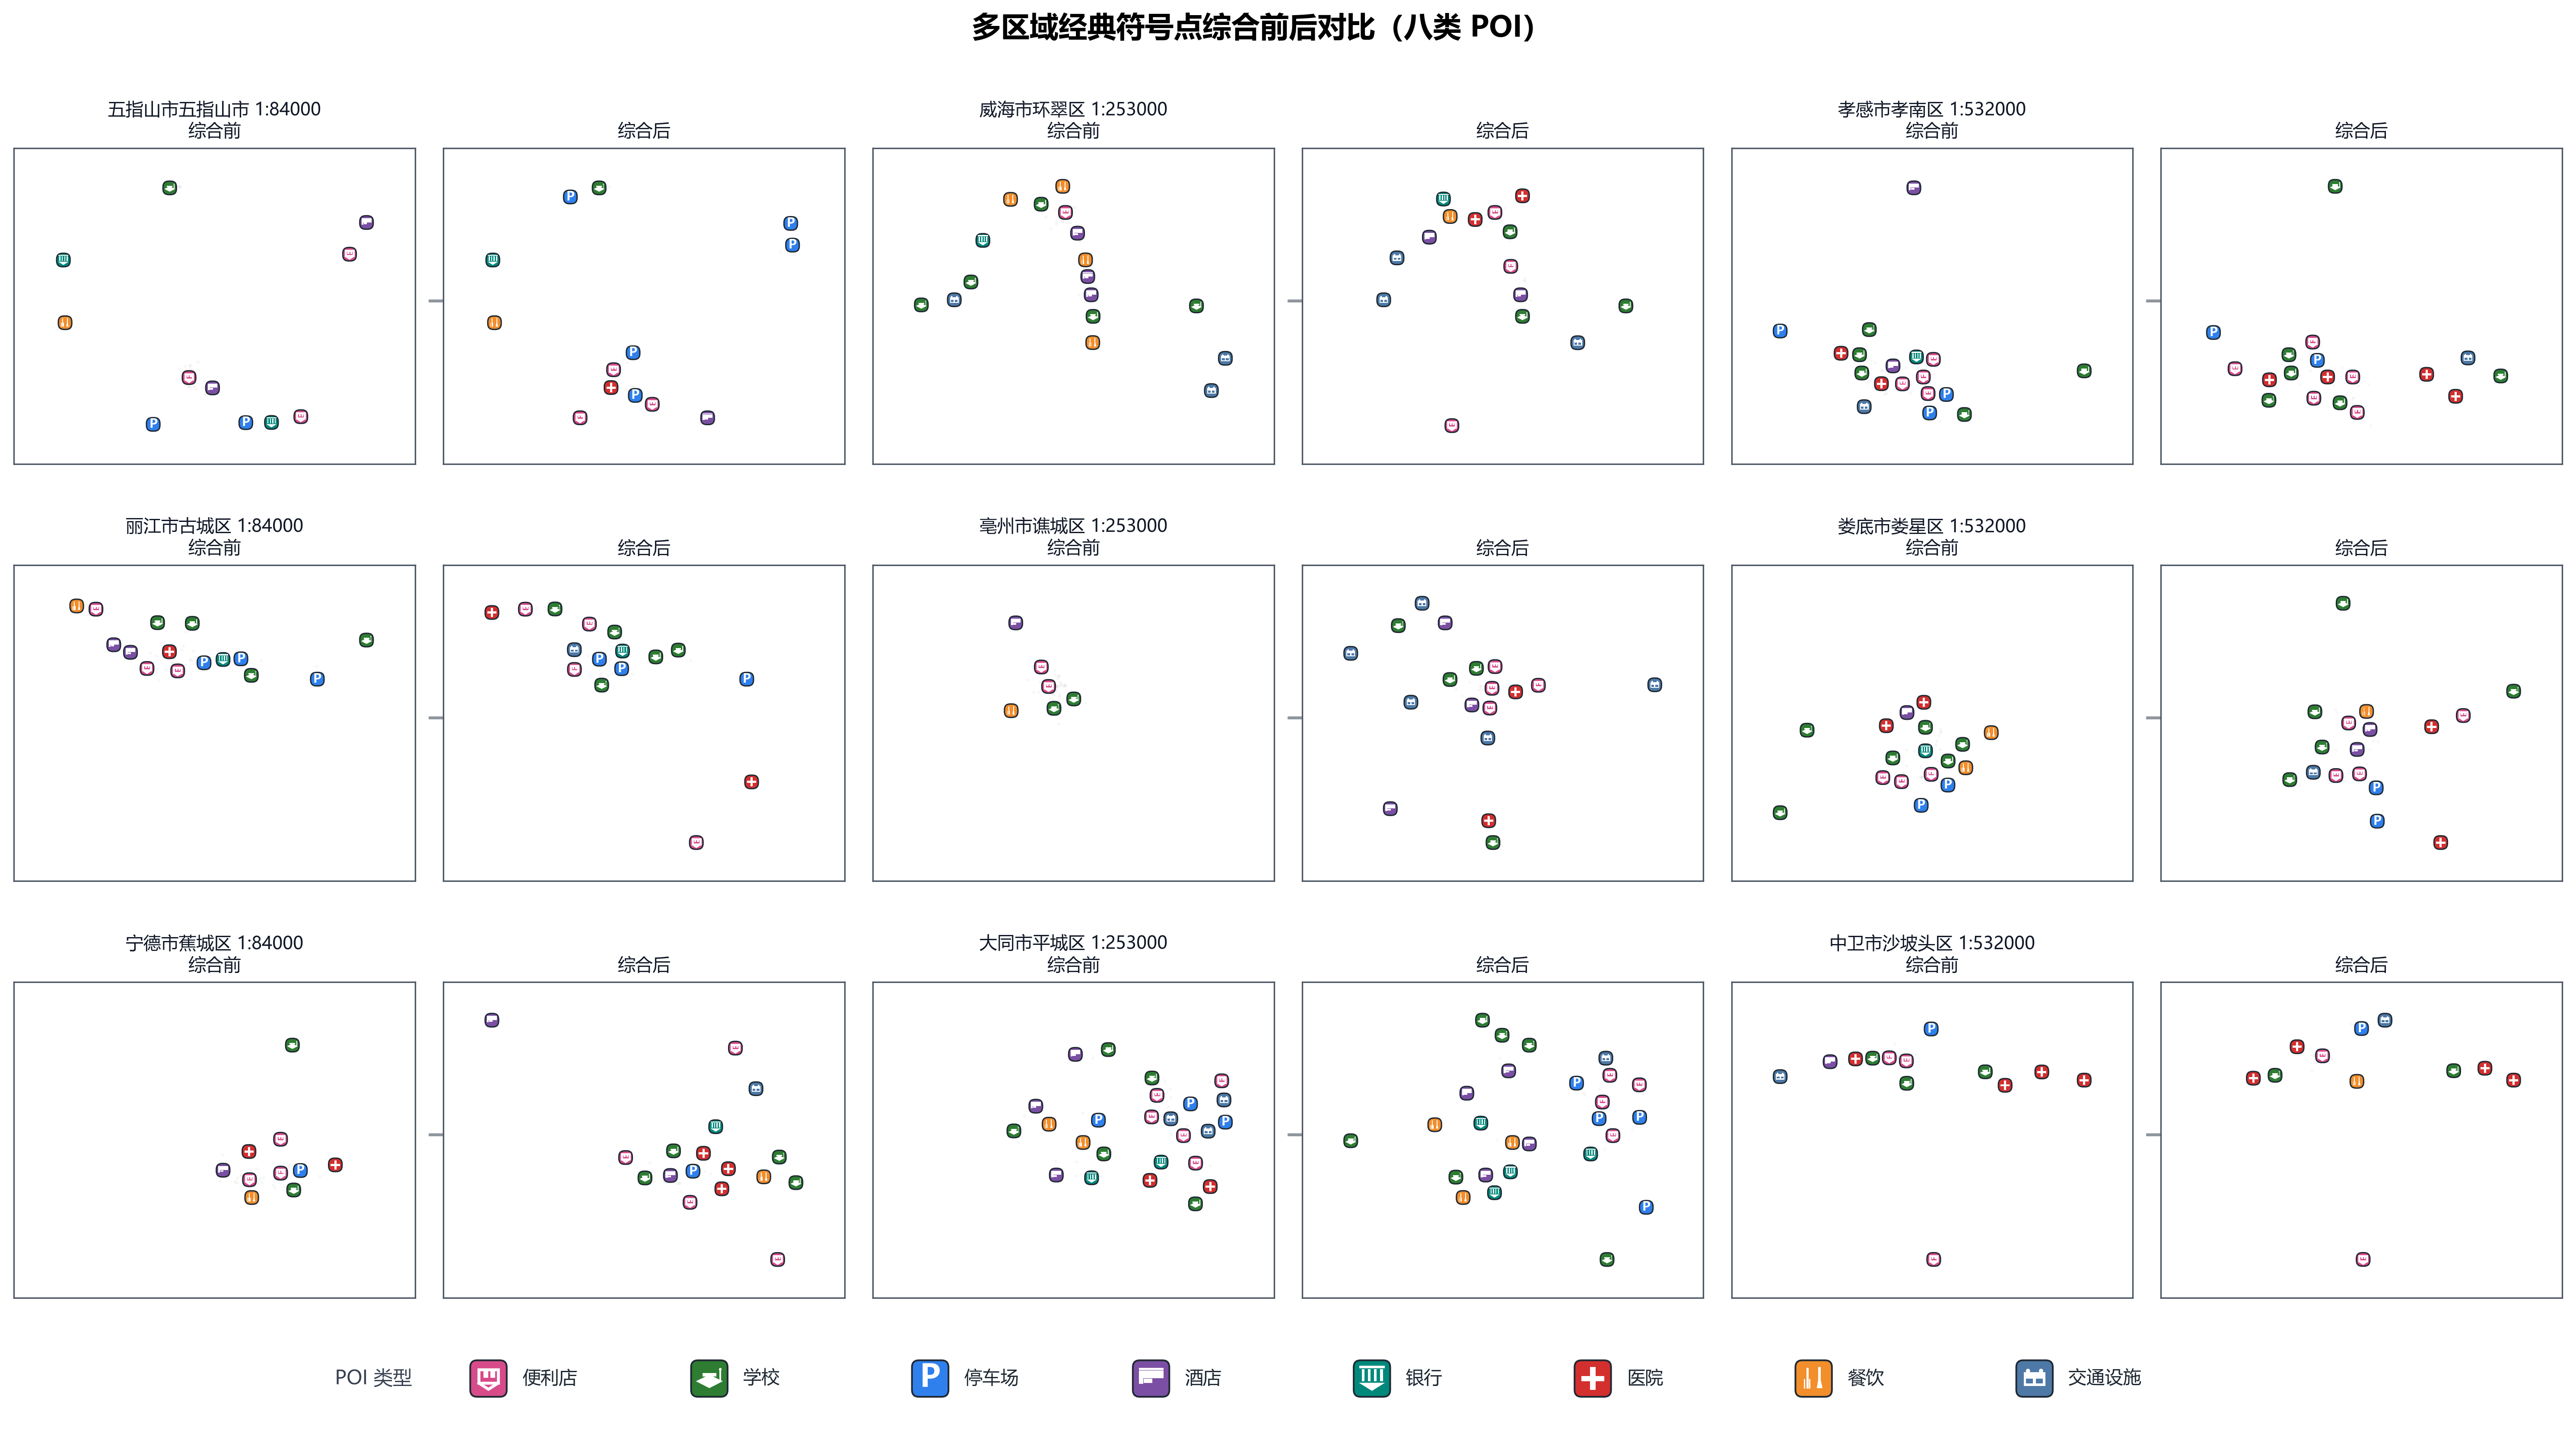 多区域经典符号点综合前后对比（八类 POI）
五指山市五指山市 1:84000
综合前
综合后
威海市环翠区 1:253000
综合前
综合后
孝感市孝南区 1:532000
综合前
综合后
丽江市古城区 1:84000
综合前
综合后
亳州市谯城区 1:253000
综合前
综合后
娄底市娄星区 1:532000
综合前
综合后
宁德市蕉城区 1:84000
综合前
综合后
大同市平城区 1:253000
综合前
综合后
中卫市沙坡头区 1:532000
综合前
综合后
POI 类型 便利店 学校 P 停车场 酒店 银行 医院 餐饮 交通设施